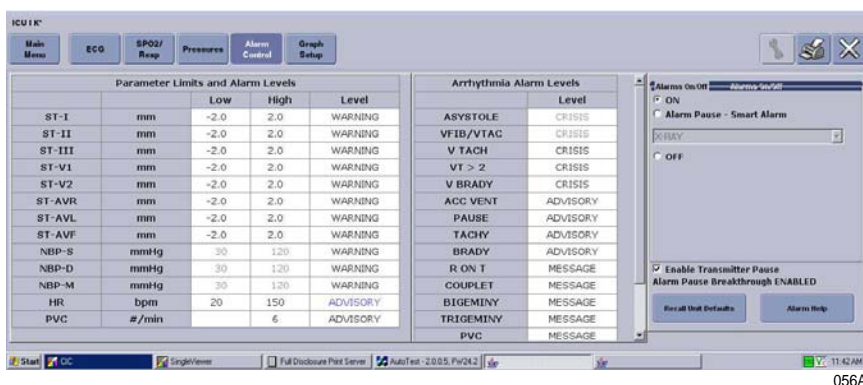 ICU1K*
Main Menu
ECG
SPO2/ Resp
Pressures
Alarm Control
Graph Setup
Parameter Limits and Alarm Levels
Low High Level
ST-I mm -2.0 2.0 WARNING
ST-II mm -2.0 2.0 WARNING
ST-III mm -2.0 2.0 WARNING
ST-V1 mm -2.0 2.0 WARNING
ST-V2 mm -2.0 2.0 WARNING
ST-AVR mm -2.0 2.0 WARNING
ST-AVL mm -2.0 2.0 WARNING
ST-AVF mm -2.0 2.0 WARNING
NBP-S mmHg 30 120 WARNING
NBP-D mmHg 30 120 WARNING
NBP-M mmHg 30 120 WARNING
HR bpm 20 150 ADVISORY
PVC #/min 6 ADVISORY
Arrhythmia Alarm Levels
Level
ASYSTOLE CRISIS
VFIB/VTAC CRISIS
V TACH CRISIS
VT > 2 CRISIS
V BRADY CRISIS
ACC VENT ADVISORY
PAUSE ADVISORY
TACHY ADVISORY
BRADY ADVISORY
R ON T MESSAGE
COUPLET MESSAGE
BIGEMINY MESSAGE
TRIGEMINY MESSAGE
PVC MESSAGE
Alarms On/Off Alarms On/Off
ON
Alarm Pause - Smart Alarm
X-RAY
OFF
Enable Transmitter Pause
Alarm Pause Breakthrough ENABLED
Recall Unit Defaults
Alarm Help
Start CIC SingleViewer Full Disclosure Print Server AutoTest - 2.0.0.5, PW24.2 11:42 AM
056A